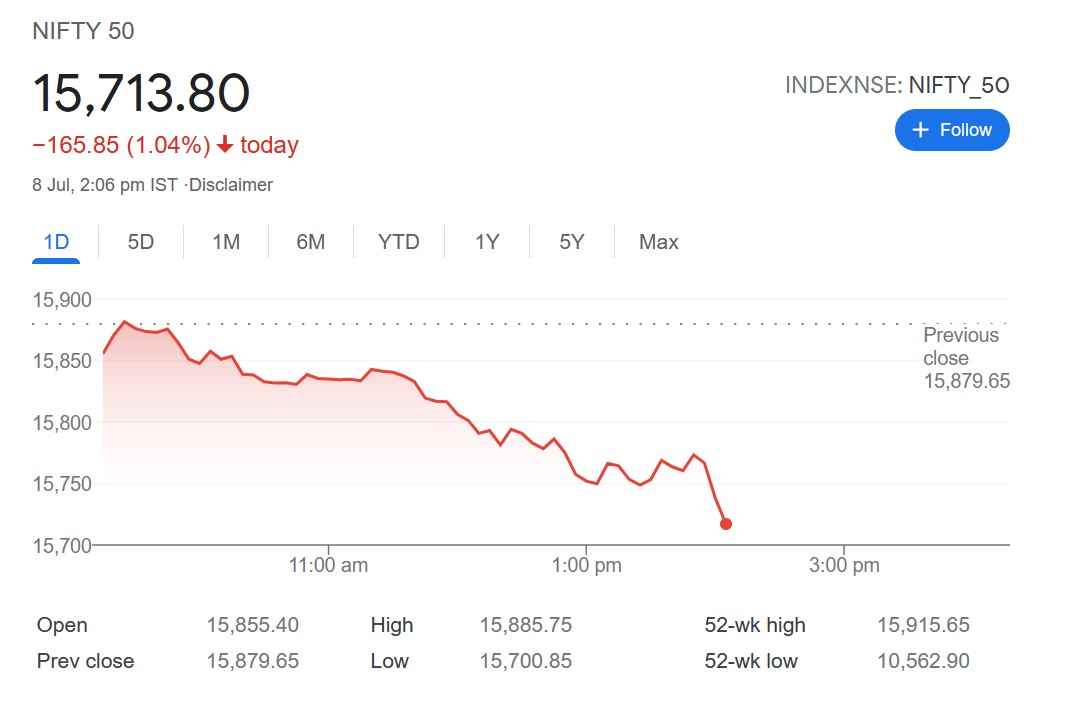 NIFTY 50
15,713.80
−165.85 (1.04%) ↓ today
8 Jul, 2:06 pm IST ·Disclaimer
INDEXNSE: NIFTY_50
+ Follow
1D 5D 1M 6M YTD 1Y 5Y Max
15,900
15,850
15,800
15,750
15,700
Previous
close
15,879.65
11:00 am 1:00 pm 3:00 pm
Open 15,855.40 High 15,885.75 52-wk high 15,915.65
Prev close 15,879.65 Low 15,700.85 52-wk low 10,562.90